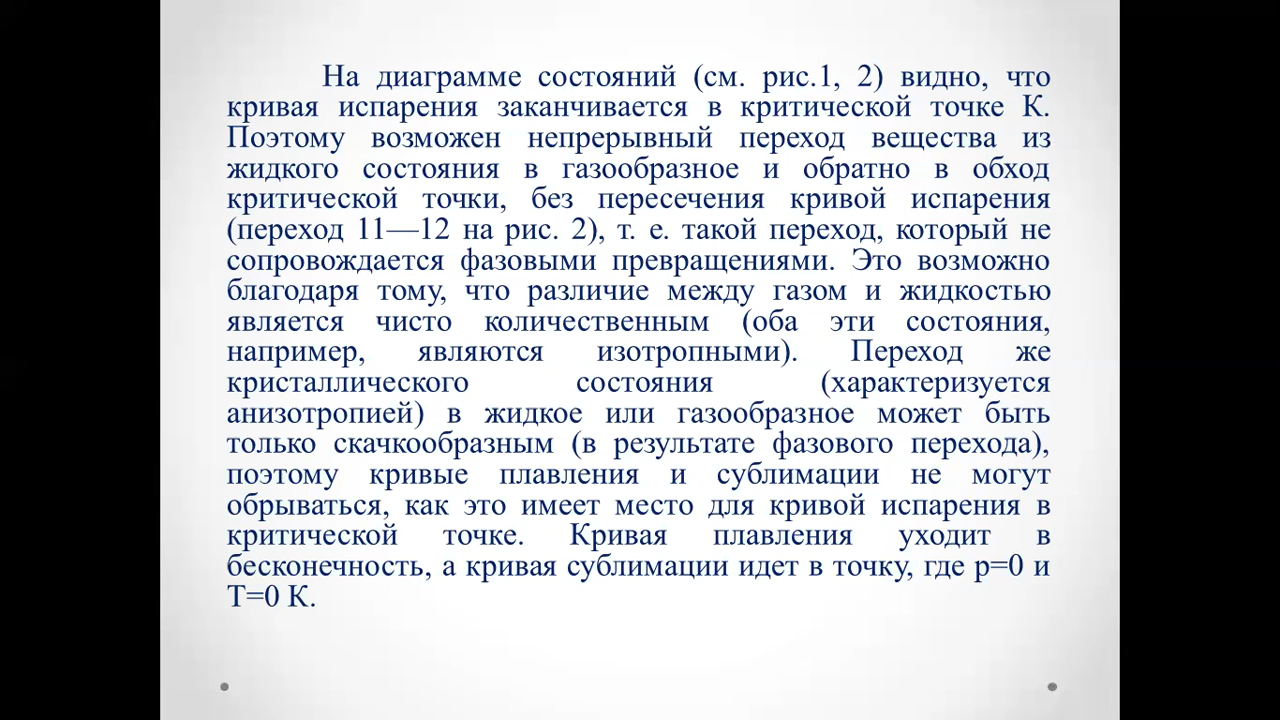 На диаграмме состояний (см. рис.1, 2) видно, что
кривая испарения заканчивается в критической точке К.
Поэтому возможен непрерывный переход вещества из
жидкого состояния в газообразное и обратно в обход
критической точки, без пересечения кривой испарения
(переход 11—12 на рис. 2), т. е. такой переход, который не
сопровождается фазовыми превращениями. Это возможно
благодаря тому, что различие между газом и жидкостью
является чисто количественным (оба эти состояния,
например, являются изотропными). Переход же
кристаллического состояния (характеризуется
анизотропией) в жидкое или газообразное может быть
только скачкообразным (в результате фазового перехода),
поэтому кривые плавления и сублимации не могут
обрываться, как это имеет место для кривой испарения в
критической точке. Кривая плавления уходит в
бесконечность, а кривая сублимации идет в точку, где р=0 и
Т=0 К.